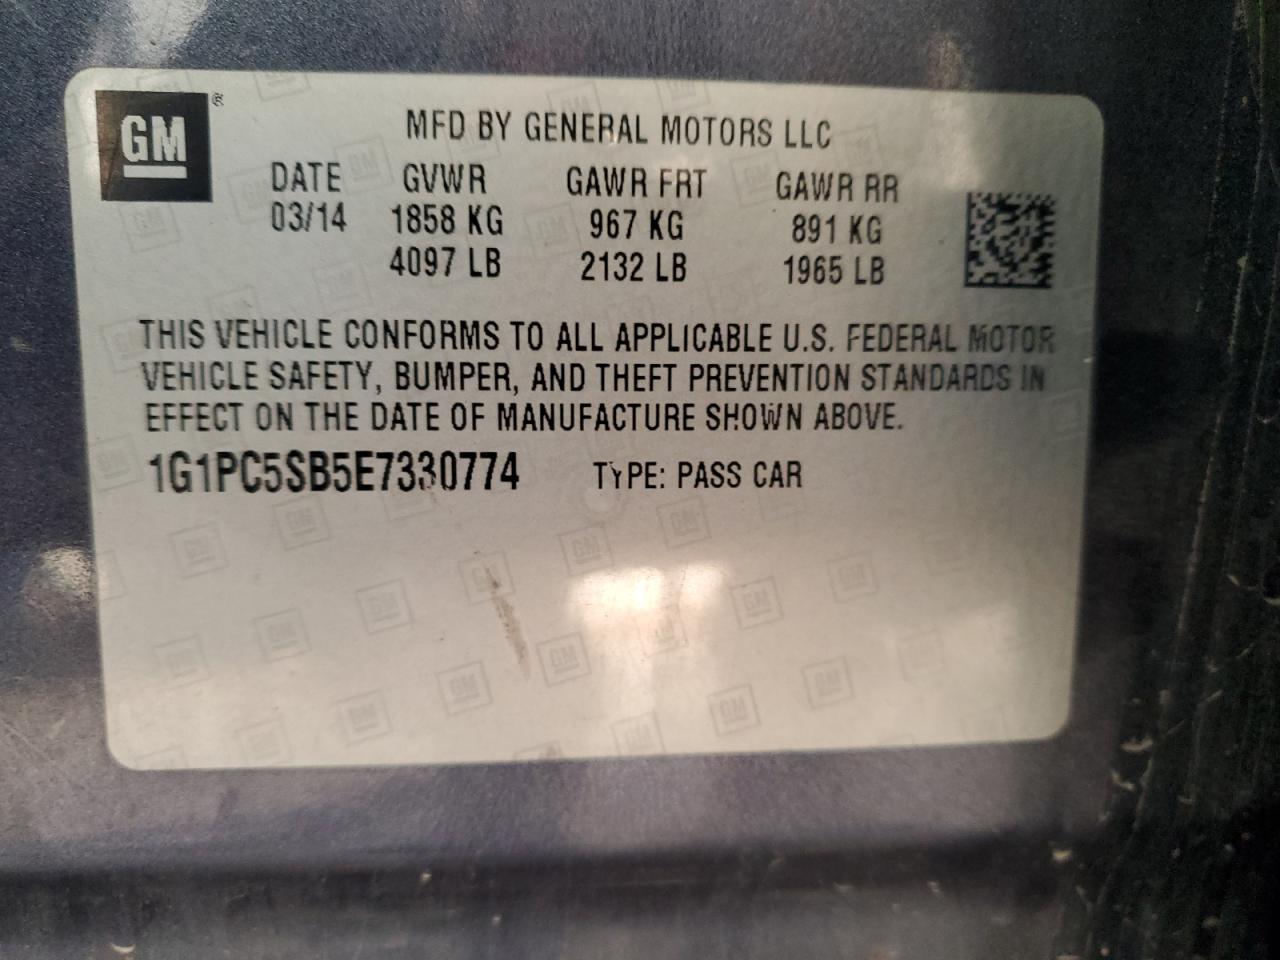 GM ®
MFD BY GENERAL MOTORS LLC
DATE GVWR GAWR FRT GAWR RR
03/14 1858 KG 967 KG 891 KG
4097 LB 2132 LB 1965 LB
THIS VEHICLE CONFORMS TO ALL APPLICABLE U.S. FEDERAL MOTOR
VEHICLE SAFETY, BUMPER, AND THEFT PREVENTION STANDARDS IN
EFFECT ON THE DATE OF MANUFACTURE SHOWN ABOVE.
1G1PC5SB5E7330774 TYPE: PASS CAR